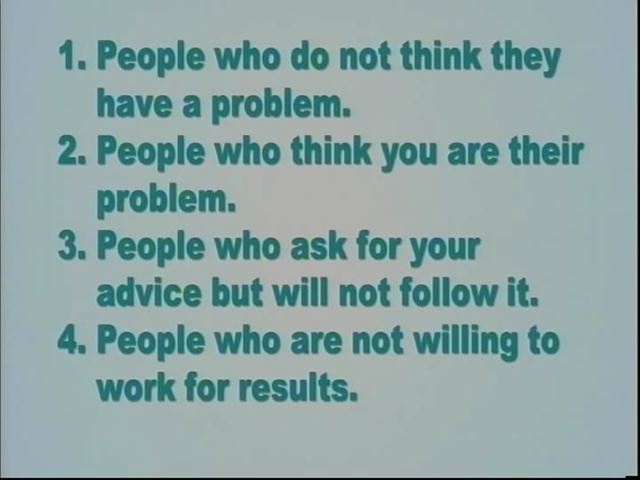 1. People who do not think they
have a problem.
2. People who think you are their
problem.
3. People who ask for your
advice but will not follow it.
4. People who are not willing to
work for results.